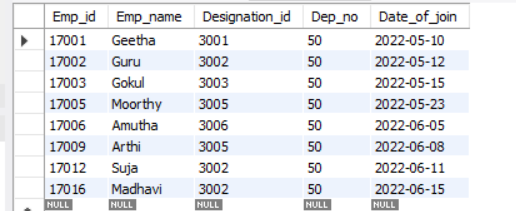 Emp_id Emp_name Designation_id Dep_no Date_of_join
17001 Geetha 3001 50 2022-05-10
17002 Guru 3002 50 2022-05-12
17003 Gokul 3003 50 2022-05-15
17005 Moorthy 3005 50 2022-05-23
17006 Amutha 3006 50 2022-06-05
17009 Arthi 3005 50 2022-06-08
17012 Suja 3002 50 2022-06-11
17016 Madhavi 3002 50 2022-06-15
NULL NULL NULL NULL NULL